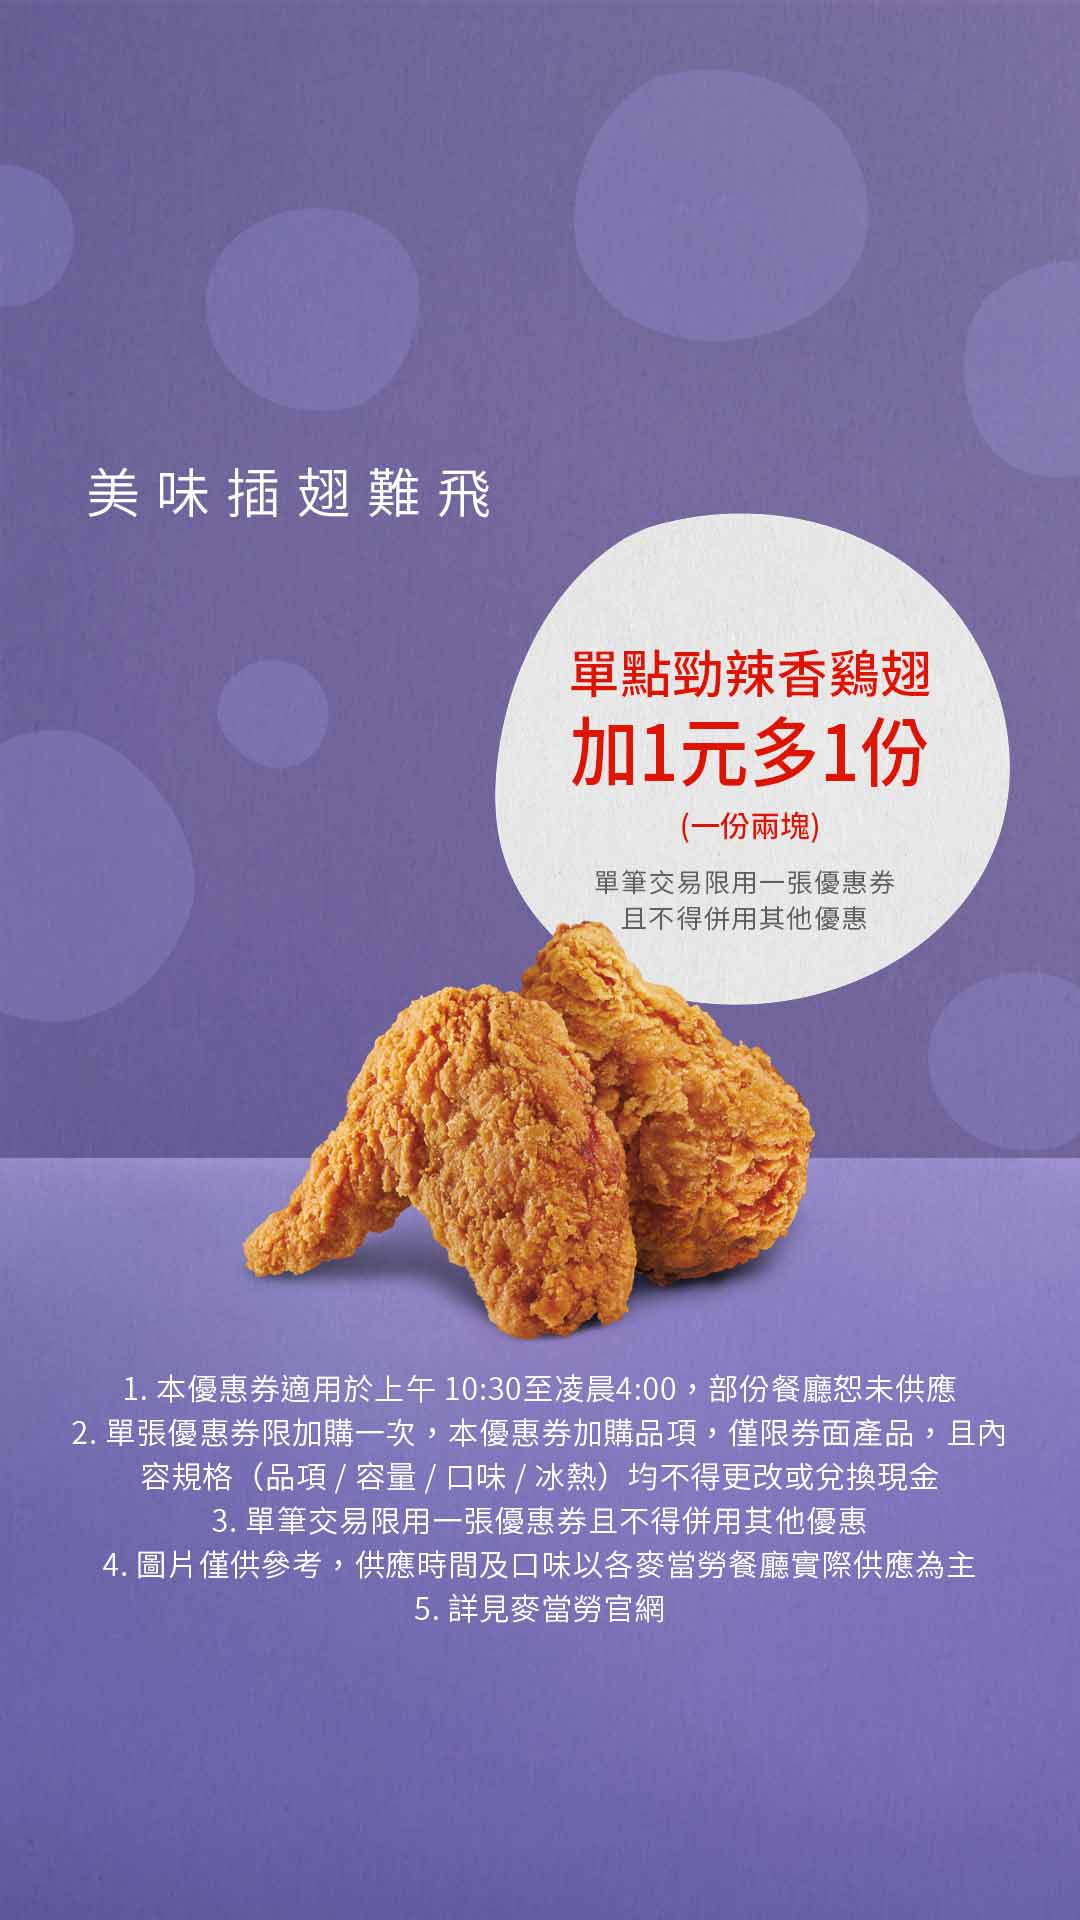 美味插翅難飛
單點勁辣香鷄翅
加1元多1份
(一份兩塊)
單筆交易限用一張優惠券
且不得併用其他優惠
1. 本優惠券適用於上午 10:30至凌晨4:00，部份餐廳恕未供應
2. 單張優惠券限加購一次，本優惠券加購品項，僅限券面產品，且內
容規格（品項 / 容量 / 口味 / 冰熱）均不得更改或兌換現金
3. 單筆交易限用一張優惠券且不得併用其他優惠
4. 圖片僅供參考，供應時間及口味以各麥當勞餐廳實際供應為主
5. 詳見麥當勞官網